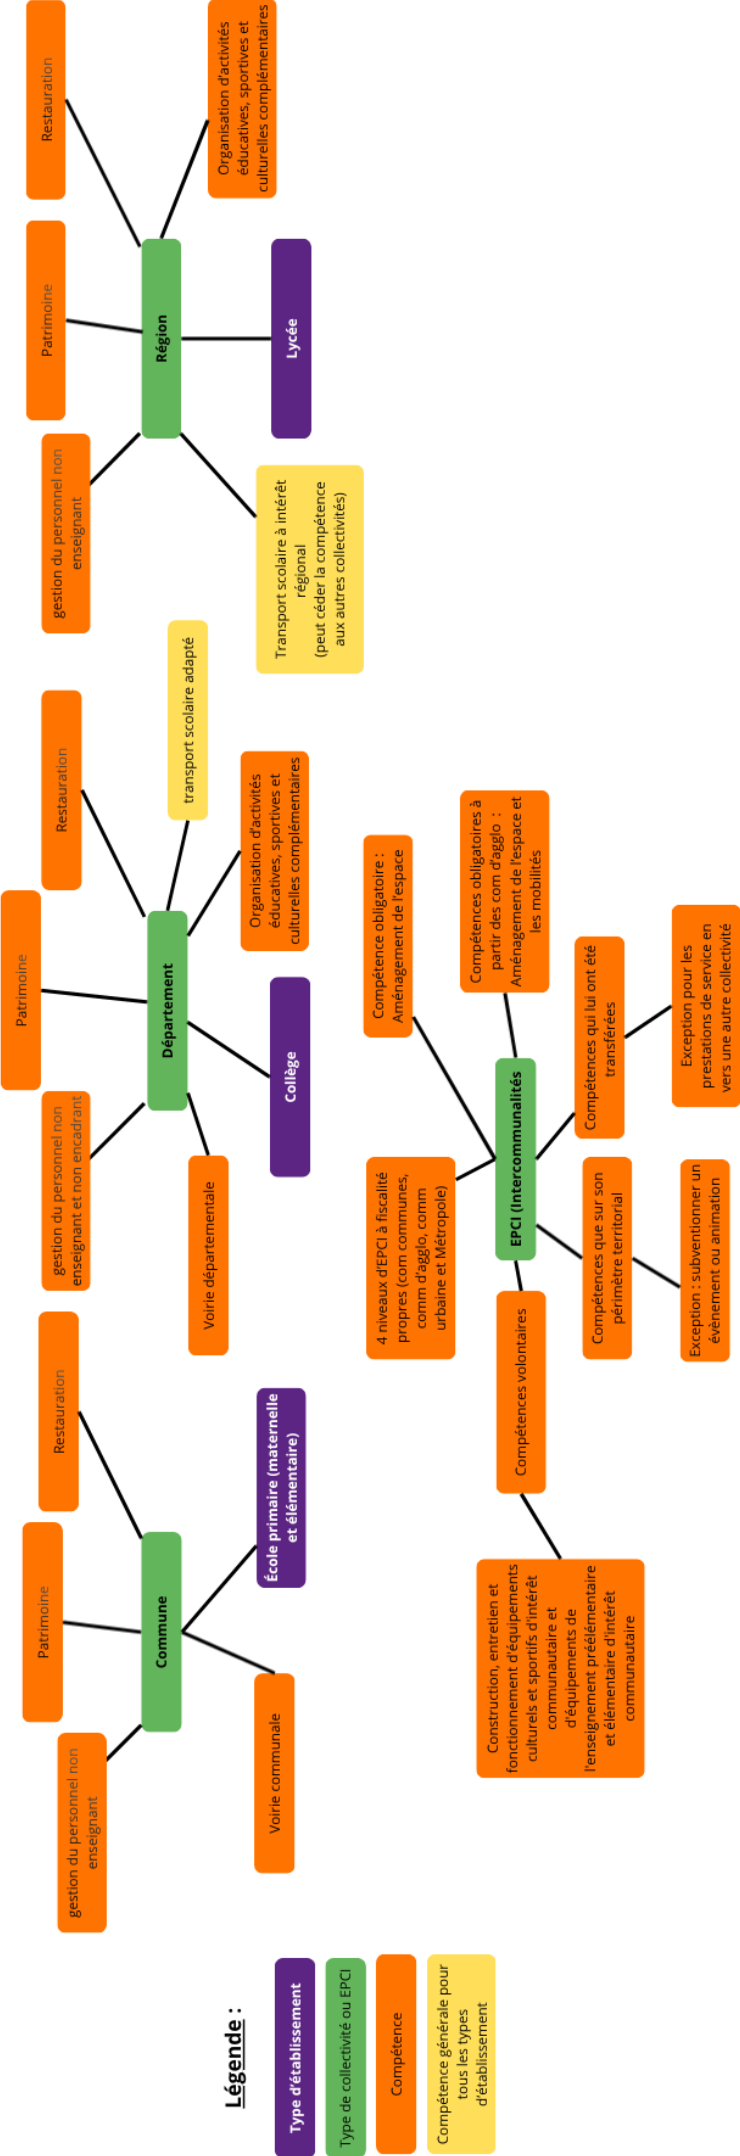 Légende :
Type d'établissement
Type de collectivité ou EPCI
Compétence
Compétence générale pour
tous les types
d'établissement
gestion du personnel non
enseignant
Patrimoine
Restauration
Commune
Voirie communale
École primaire (maternelle
et élémentaire)
gestion du personnel non
enseignant et non encadrant
Patrimoine
Restauration
transport scolaire adapté
Département
Voirie départementale
Collège
Organisation d'activités
éducatives, sportives et
culturelles complémentaires
gestion du personnel non
enseignant
Patrimoine
Restauration
Région
Transport scolaire à intérêt
régional
(peut céder la compétence
aux autres collectivités)
Lycée
Organisation d'activités
éducatives, sportives et
culturelles complémentaires
4 niveaux d'EPCI à fiscalité
propres (com communes,
comm d'agglo, comm
urbaine et Métropole)
Compétence obligatoire :
Aménagement de l'espace
Compétences obligatoires à
partir des com d'agglo :
Aménagement de l'espace et
les mobilités
EPCI (Intercommunalités)
Compétences volontaires
Construction, entretien et
fonctionnement d'équipements
culturels et sportifs d'intérêt
communautaire et
d'équipements de
l'enseignement préélémentaire
et élémentaire d'intérêt
communautaire
Compétences que sur son
périmètre territorial
Exception : subventionner un
évènement ou animation
Compétences qui lui ont été
transférées
Exception pour les
prestations de service en
vers une autre collectivité